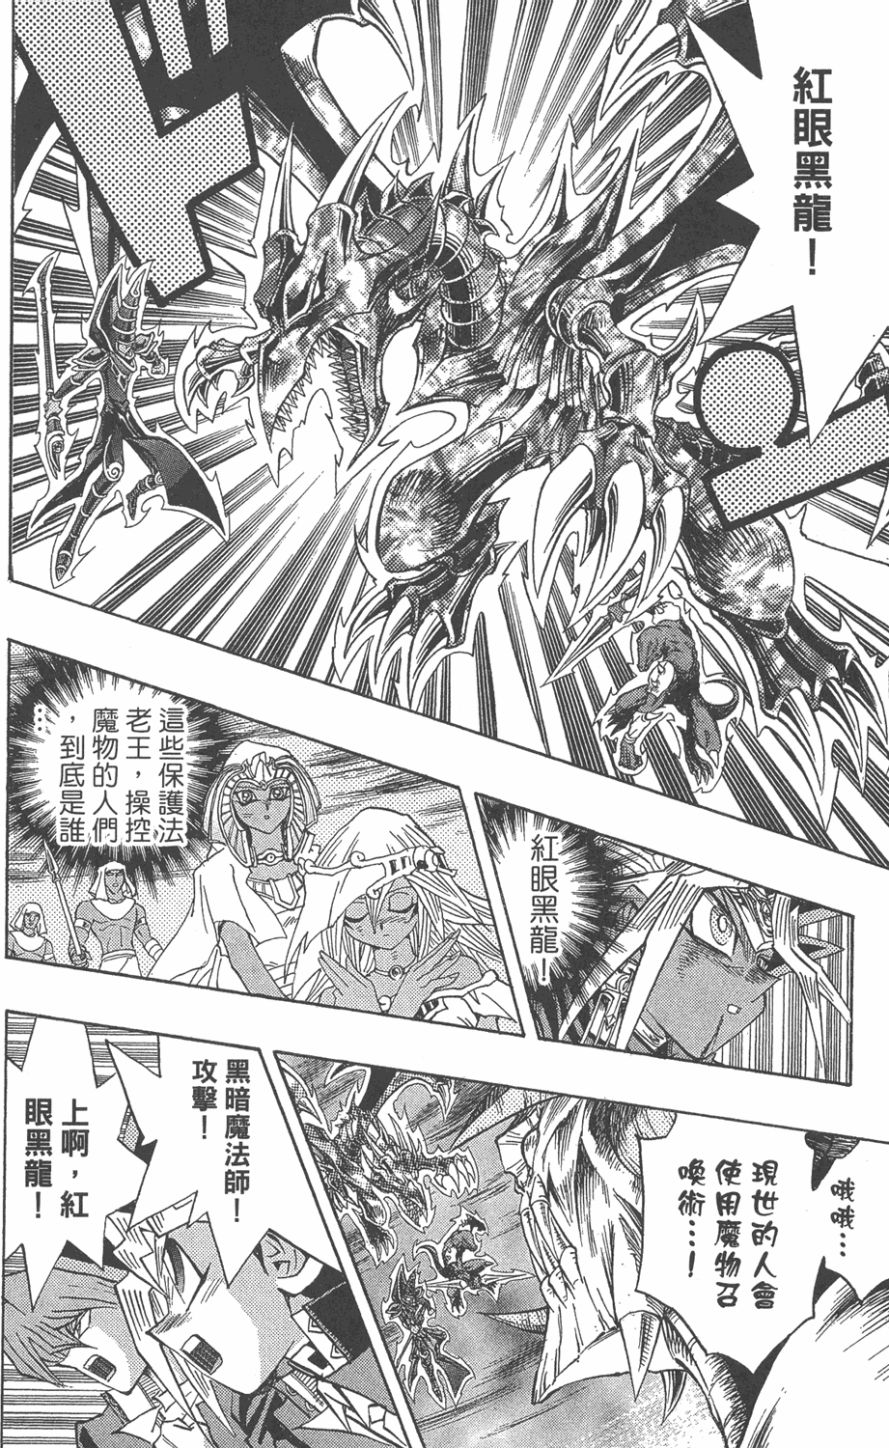 紅眼黑龍！
ドン
紅眼黑龍！
這些保護法
老王，操控
魔物的人們
，到底是誰
…
哦哦…
現世的人會
使用魔物召
喚術…！
黑暗魔法師！
攻擊！
上啊，紅
眼黑龍！